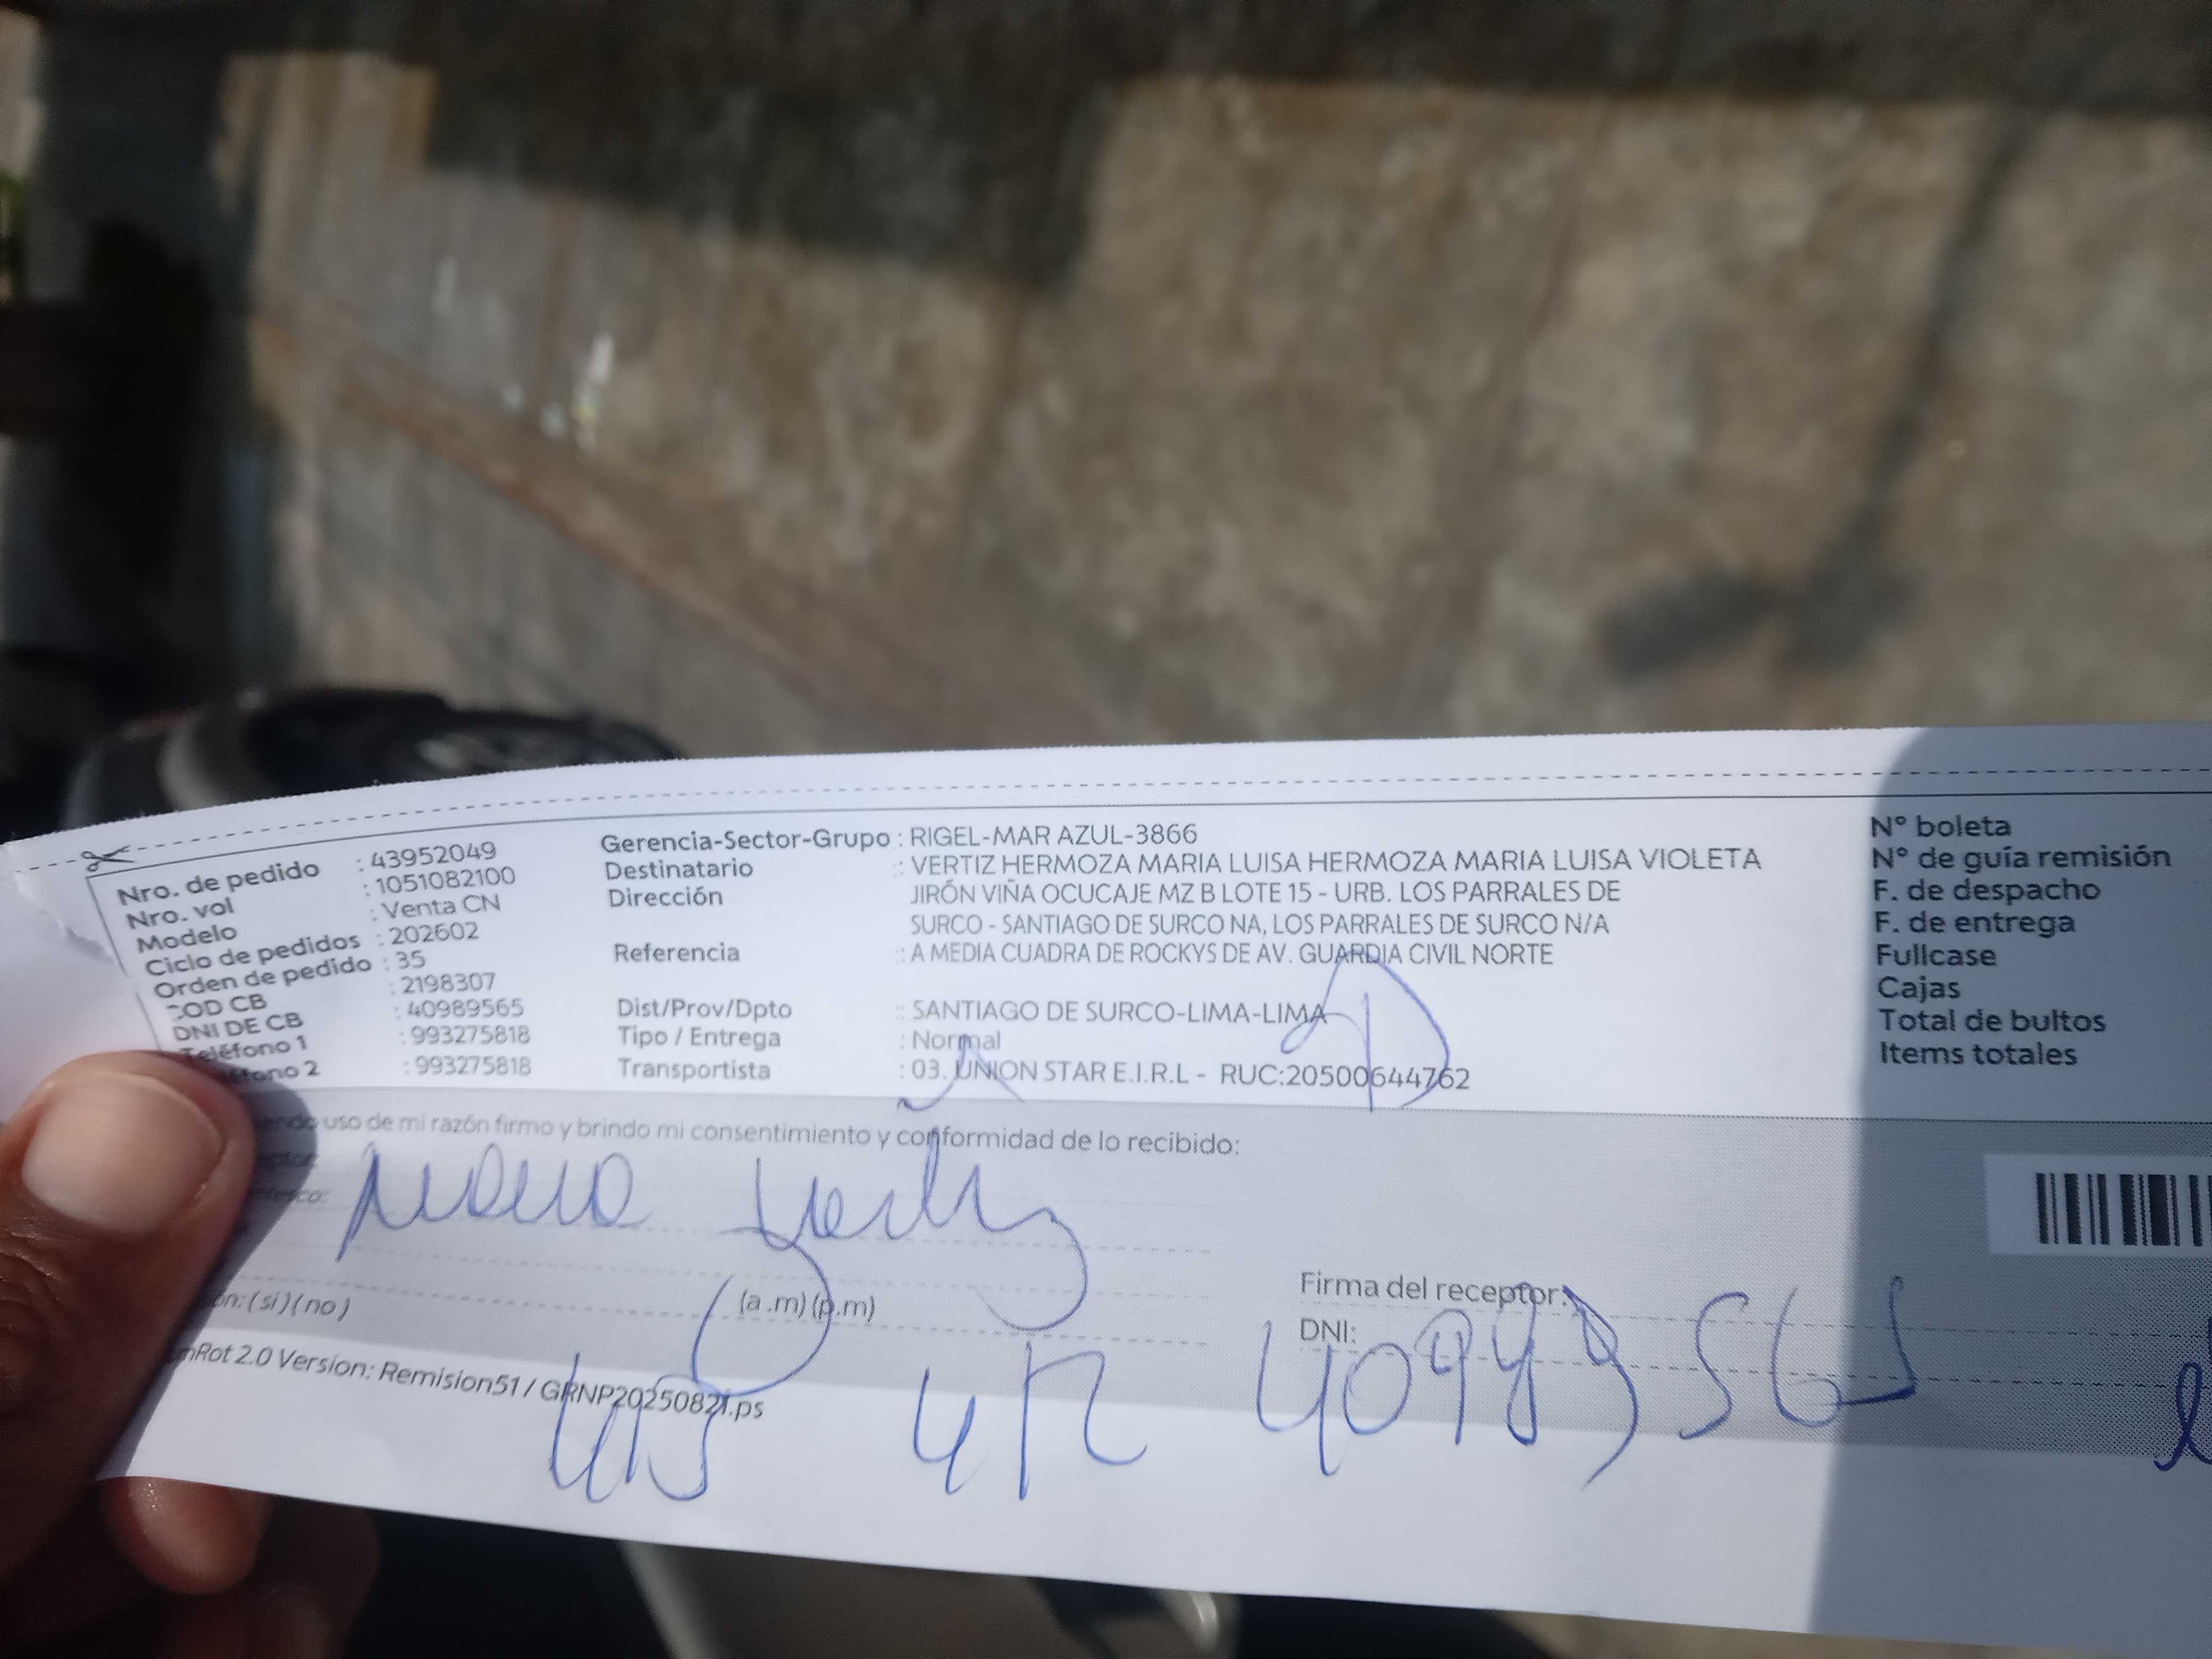 Nro. de pedido : 43952049
Nro. vol : 1051082100
Modelo : Venta CN
Ciclo de pedidos : 202602
Orden de pedido : 35
COD CB : 2198307
DNI DE CB : 40989565
Teléfono 1 : 993275818
fono 2 : 993275818
Gerencia-Sector-Grupo : RIGEL-MAR AZUL-3866
Destinatario : VERTIZ HERMOZA MARIA LUISA HERMOZA MARIA LUISA VIOLETA
Dirección : JIRÓN VIÑA OCUCAJE MZ B LOTE 15 - URB. LOS PARRALES DE
SURCO - SANTIAGO DE SURCO NA, LOS PARRALES DE SURCO N/A
Referencia : A MEDIA CUADRA DE ROCKYS DE AV. GUARDIA CIVIL NORTE
Dist/Prov/Dpto : SANTIAGO DE SURCO-LIMA-LIMA
Tipo / Entrega : Normal
Transportista : 03. UNION STAR E.I.R.L - RUC:20500644762
N° boleta
N° de guía remisión
F. de despacho
F. de entrega
Fullcase
Cajas
Total de bultos
Items totales
uso de mi razón firmo y brindo mi consentimiento y conformidad de lo recibido:
Maria Vertiz
(si) (no)
(a.m) (p.m)
Firma del receptor:
DNI: 40989565
Rot 2.0 Version: Remision51 / GRNP20250821.ps